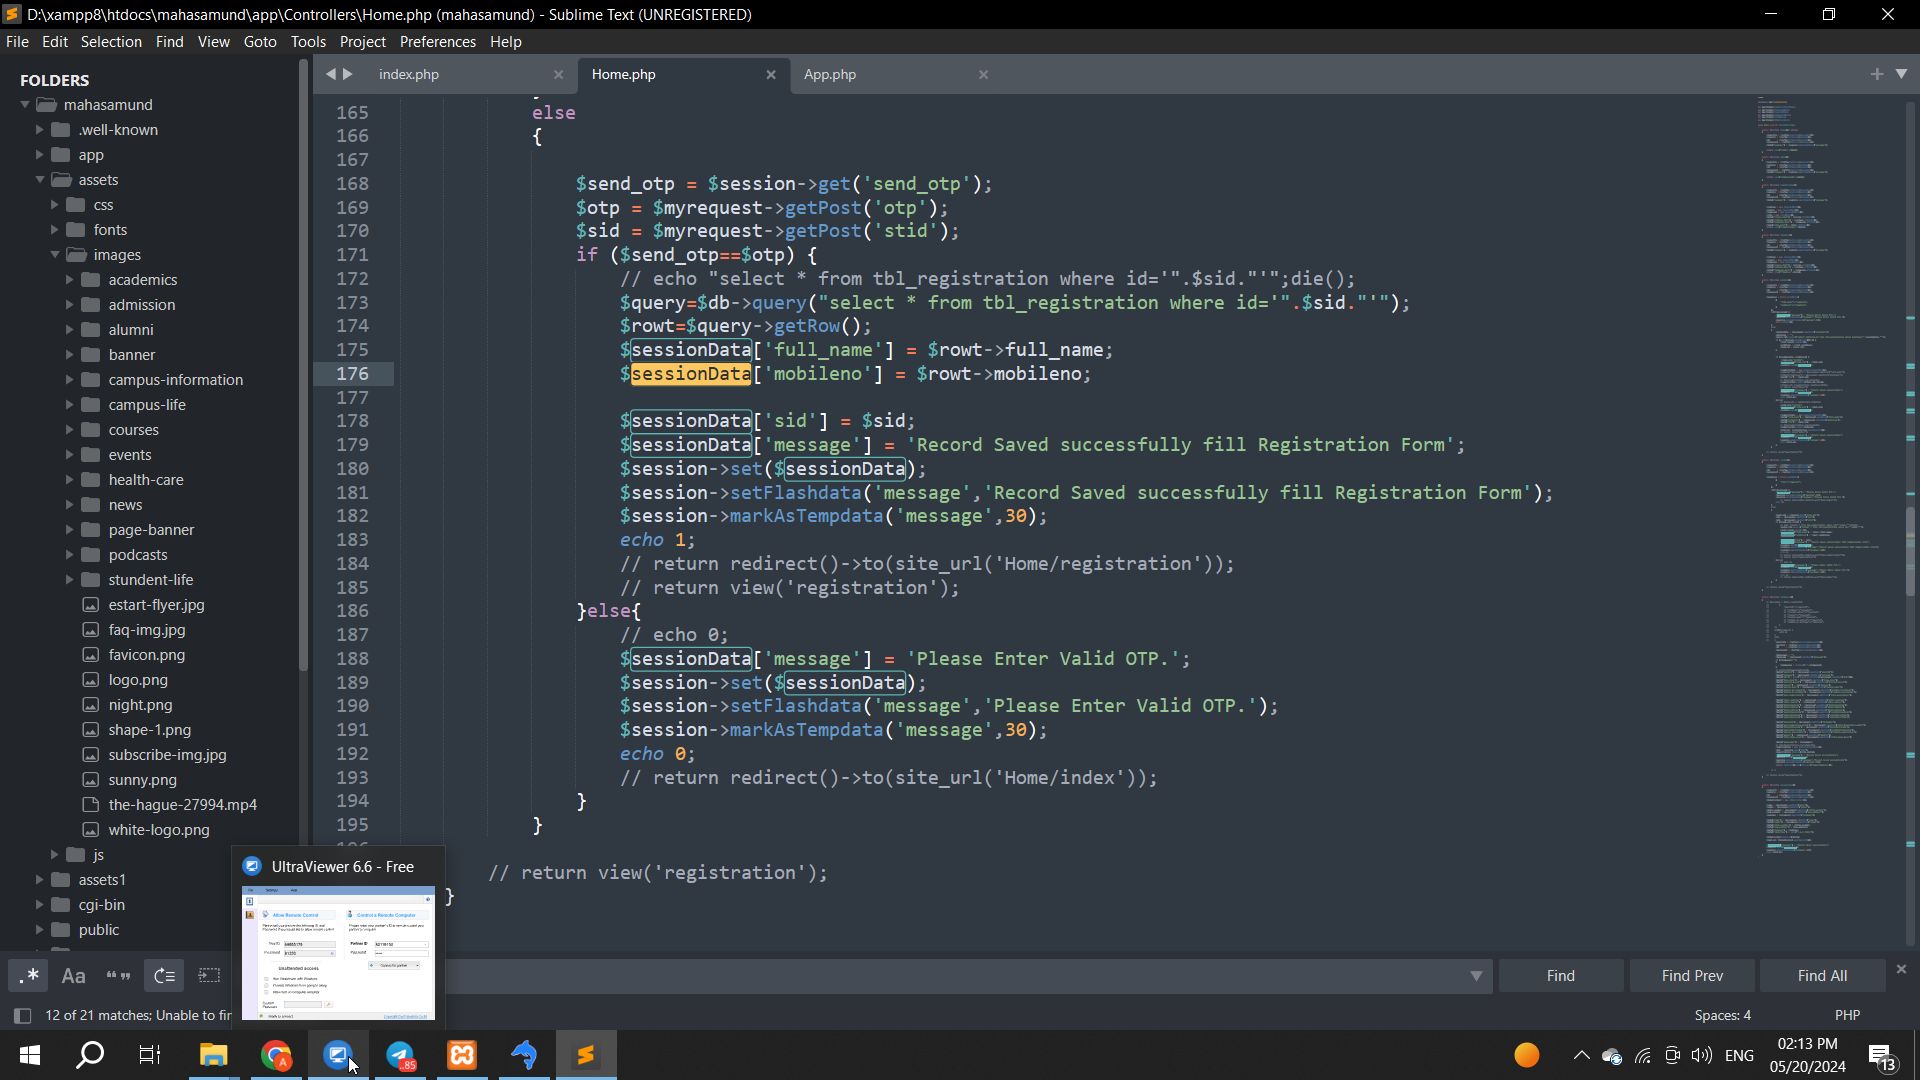 D:\xampp8\htdocs\mahasamund\app\Controllers\Home.php (mahasamund) - Sublime Text (UNREGISTERED)
File Edit Selection Find View Goto Tools Project Preferences Help
FOLDERS
mahasamund
.well-known
app
assets
css
fonts
images
academics
admission
alumni
banner
campus-information
campus-life
courses
events
health-care
news
page-banner
podcasts
stundent-life
estart-flyer.jpg
faq-img.jpg
favicon.png
logo.png
night.png
shape-1.png
subscribe-img.jpg
sunny.png
the-hague-27994.mp4
white-logo.png
js
assets1
cgi-bin
public
index.php Home.php App.php
165 else
166 {
167
168 $send_otp = $session->get('send_otp');
169 $otp = $myrequest->getPost('otp');
170 $sid = $myrequest->getPost('stid');
171 if ($send_otp==$otp) {
172 // echo "select * from tbl_registration where id='".$sid."'";die();
173 $query=$db->query("select * from tbl_registration where id='".$sid."'");
174 $rowt=$query->getRow();
175 $sessionData['full_name'] = $rowt->full_name;
176 $sessionData['mobileno'] = $rowt->mobileno;
177
178 $sessionData['sid'] = $sid;
179 $sessionData['message'] = 'Record Saved successfully fill Registration Form';
180 $session->set($sessionData);
181 $session->setFlashdata('message','Record Saved successfully fill Registration Form');
182 $session->markAsTempdata('message',30);
183 echo 1;
184 // return redirect()->to(site_url('Home/registration'));
185 // return view('registration');
186 }else{
187 // echo 0;
188 $sessionData['message'] = 'Please Enter Valid OTP.';
189 $session->set($sessionData);
190 $session->setFlashdata('message','Please Enter Valid OTP.');
191 $session->markAsTempdata('message',30);
192 echo 0;
193 // return redirect()->to(site_url('Home/index'));
194 }
195 }
// return view('registration');
}
UltraViewer 6.6 - Free
Allow Remote Control
Control a Remote Computer
Unattended access
.* Aa “ ”
Find Find Prev Find All
12 of 21 matches; Unable to fin
Spaces: 4 PHP
85
ENG
02:13 PM
05/20/2024
13